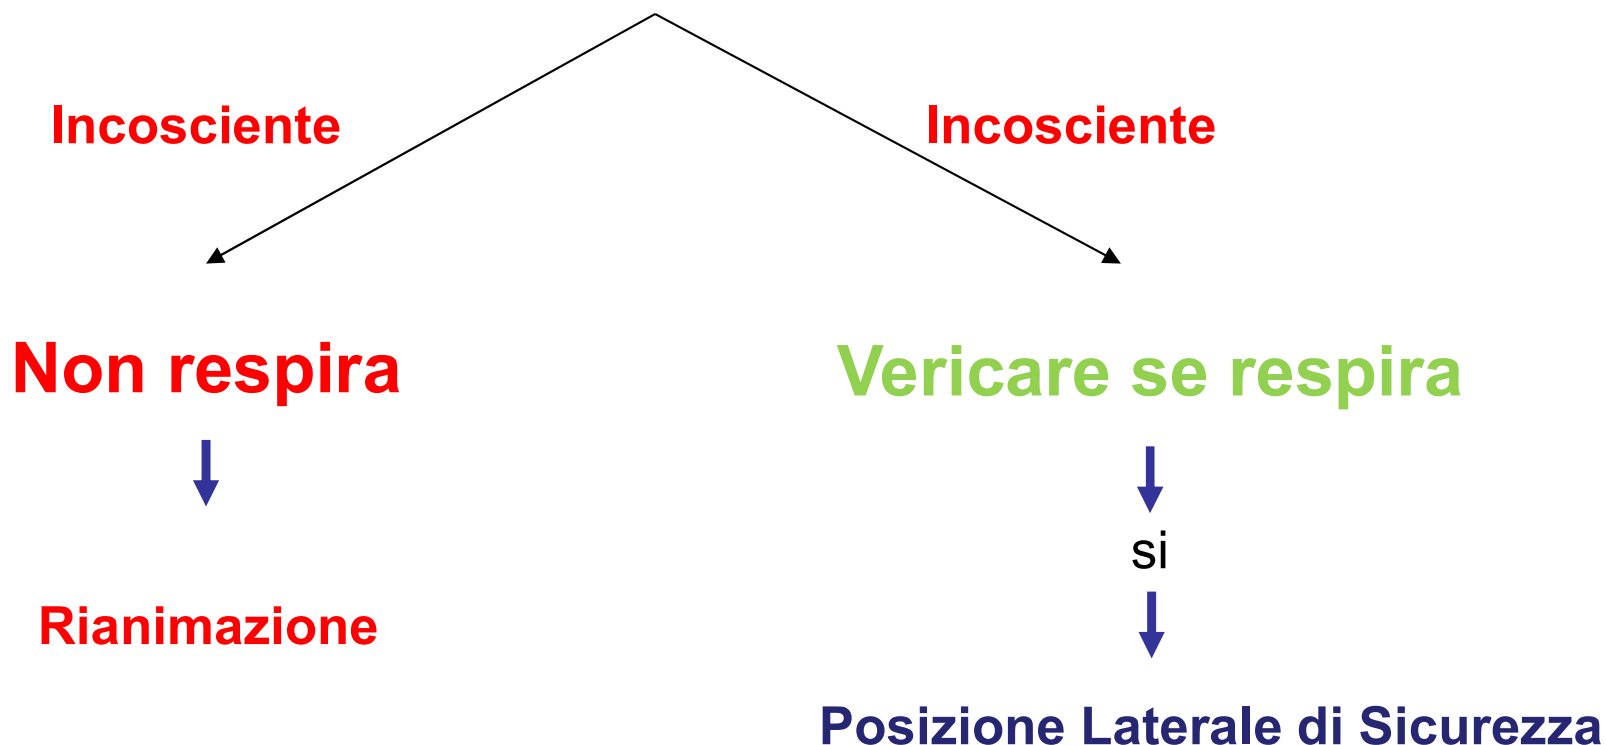 Incosciente
Incosciente
Non respira
Vericare se respira
si
Rianimazione
Posizione Laterale di Sicurezza